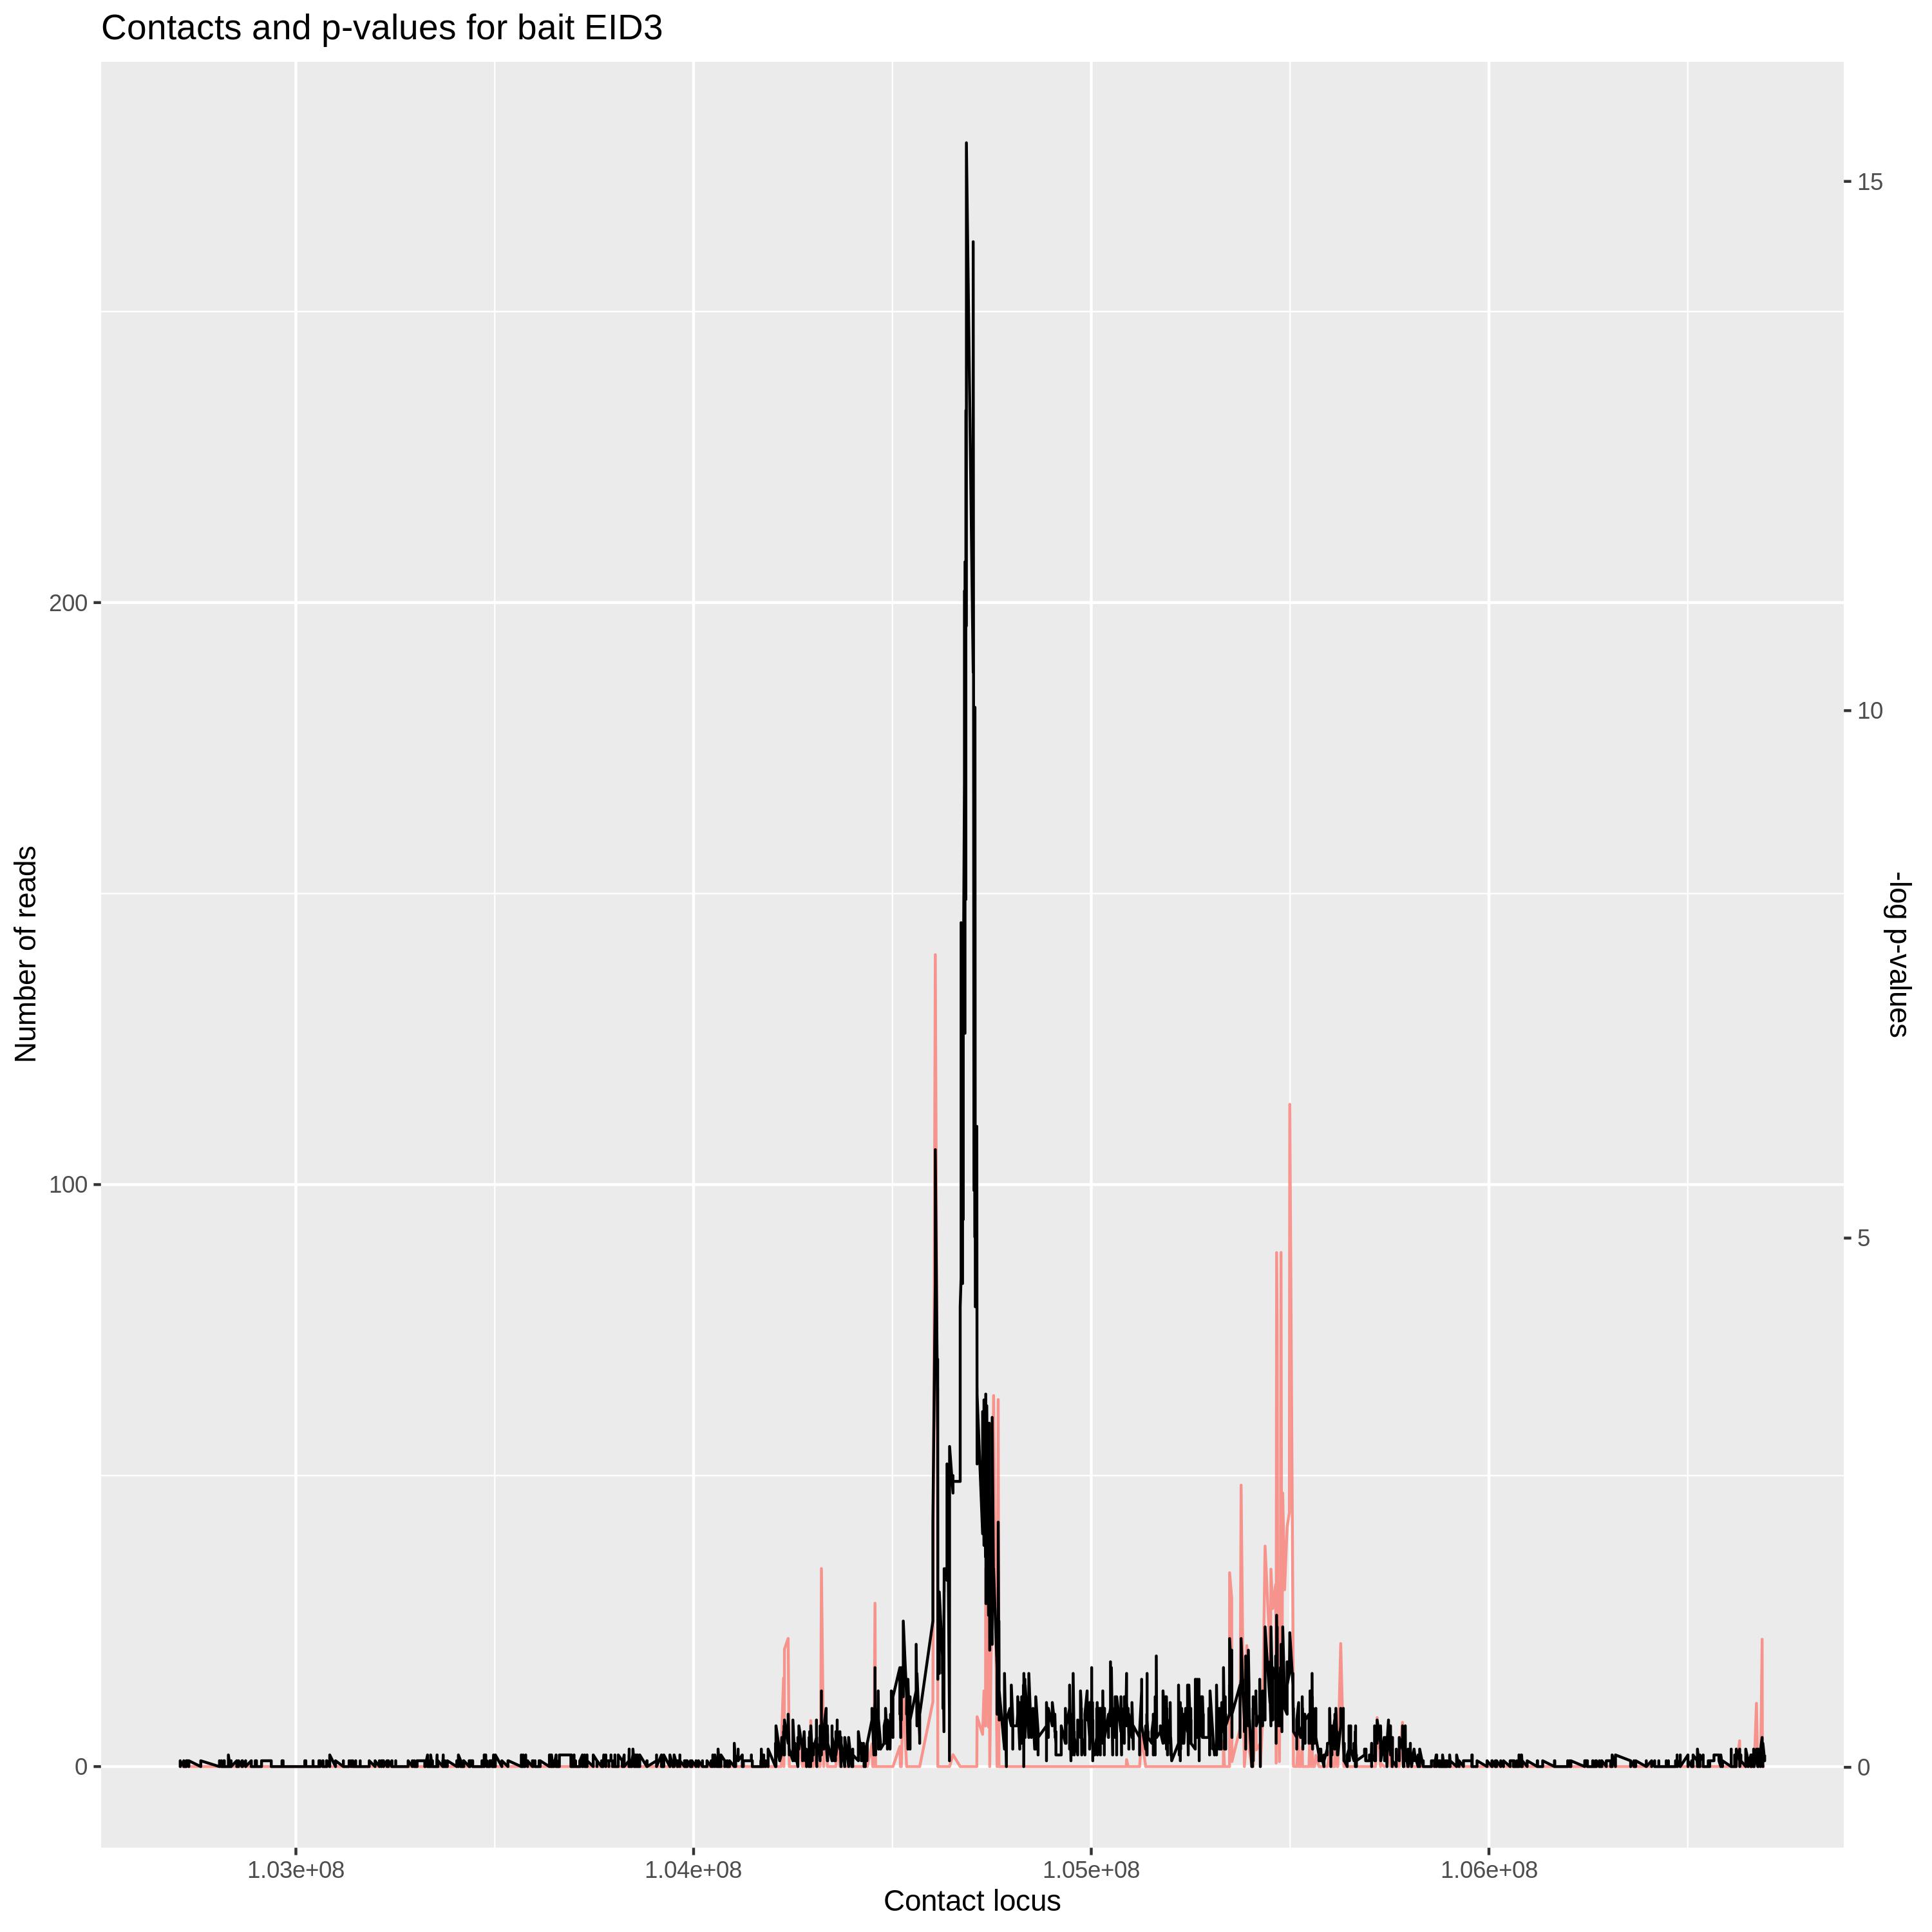 Contacts and p-values for bait EID3
Number of reads
200
100
0
15
10
5
0
-log p-values
1.03e+08
1.04e+08
1.05e+08
1.06e+08
Contact locus